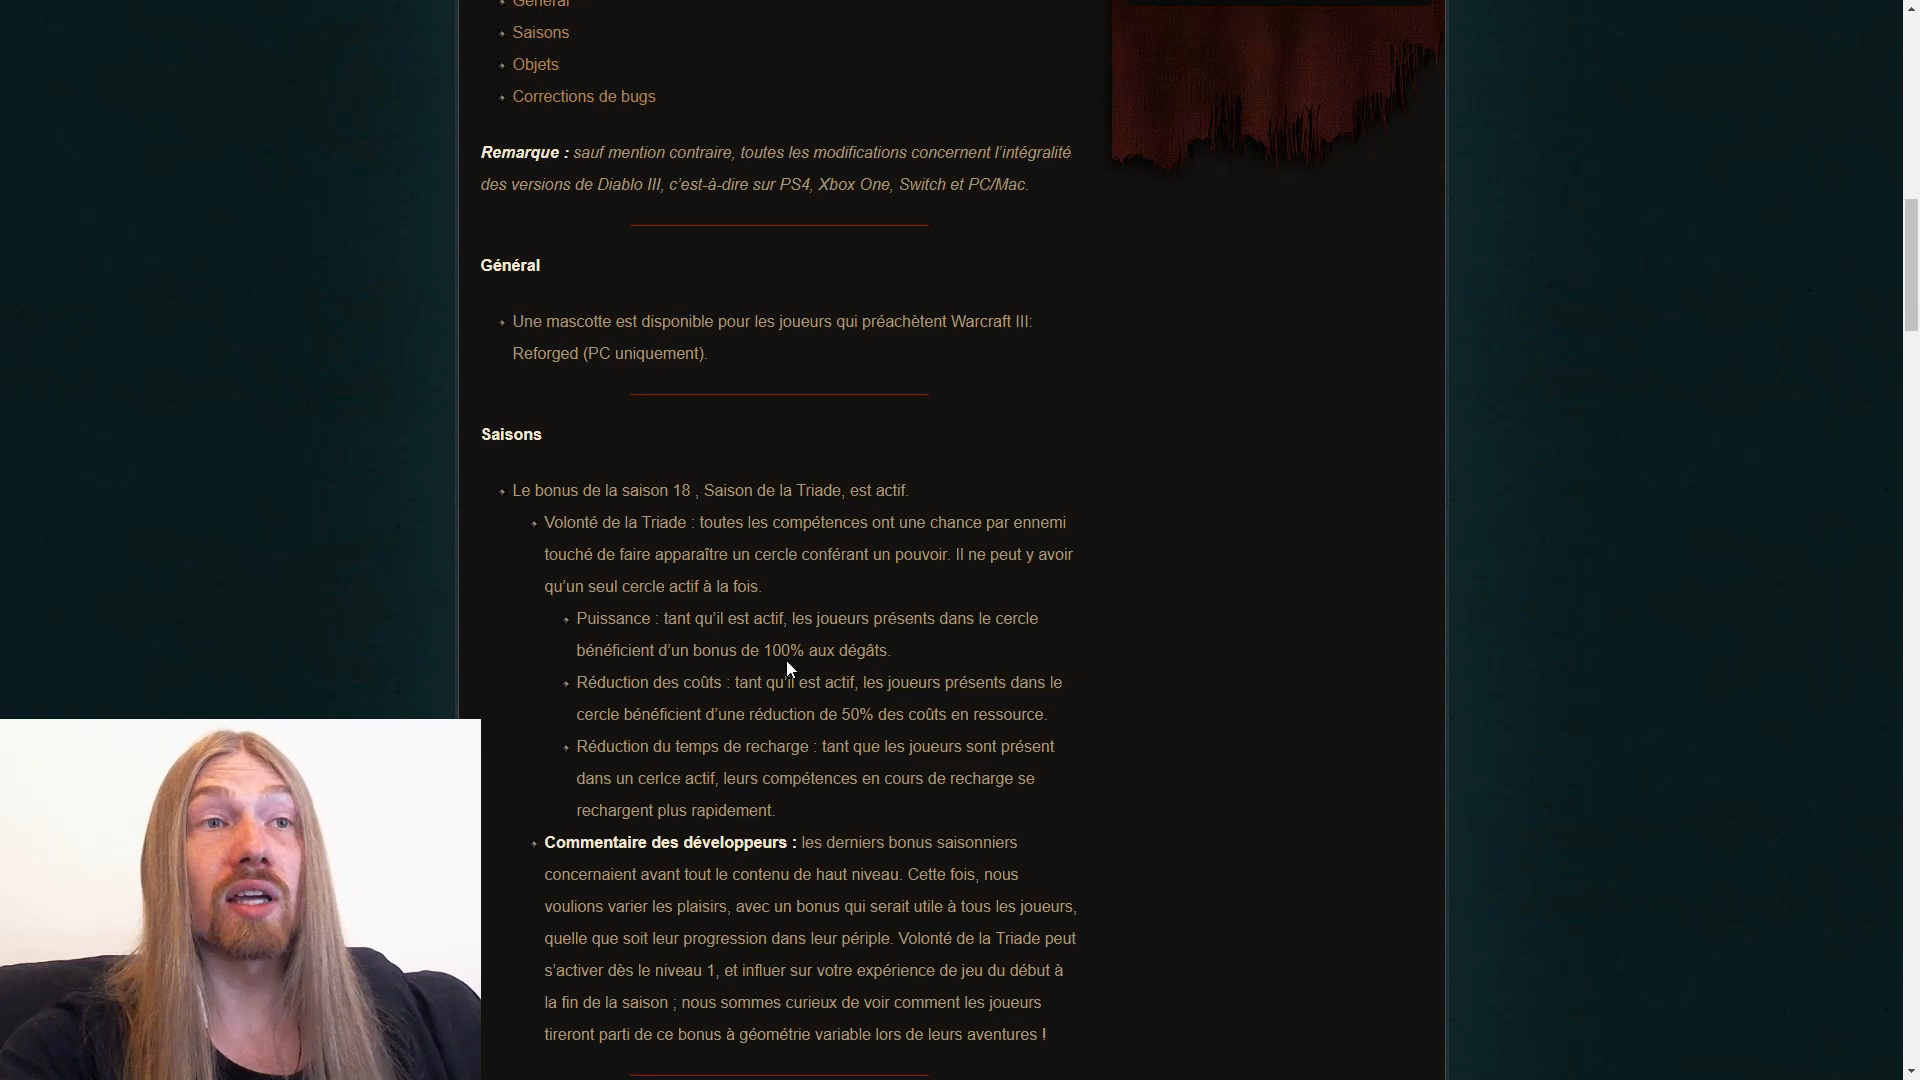 Général
Saisons
Objets
Corrections de bugs
Remarque : sauf mention contraire, toutes les modifications concernent l’intégralité
des versions de Diablo III, c’est-à-dire sur PS4, Xbox One, Switch et PC/Mac.
Général
Une mascotte est disponible pour les joueurs qui préachètent Warcraft III:
Reforged (PC uniquement).
Saisons
Le bonus de la saison 18 , Saison de la Triade, est actif.
Volonté de la Triade : toutes les compétences ont une chance par ennemi
touché de faire apparaître un cercle conférant un pouvoir. Il ne peut y avoir
qu’un seul cercle actif à la fois.
Puissance : tant qu’il est actif, les joueurs présents dans le cercle
bénéficient d’un bonus de 100% aux dégâts.
Réduction des coûts : tant qu’il est actif, les joueurs présents dans le
cercle bénéficient d’une réduction de 50% des coûts en ressource.
Réduction du temps de recharge : tant que les joueurs sont présent
dans un cerlce actif, leurs compétences en cours de recharge se
rechargent plus rapidement.
Commentaire des développeurs : les derniers bonus saisonniers
concernaient avant tout le contenu de haut niveau. Cette fois, nous
voulions varier les plaisirs, avec un bonus qui serait utile à tous les joueurs,
quelle que soit leur progression dans leur périple. Volonté de la Triade peut
s’activer dès le niveau 1, et influer sur votre expérience de jeu du début à
la fin de la saison ; nous sommes curieux de voir comment les joueurs
tireront parti de ce bonus à géométrie variable lors de leurs aventures !